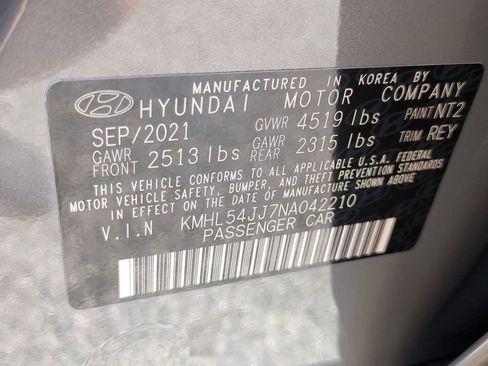 MANUFACTURED IN KOREA BY
HYUNDAI MOTOR COMPANY
SEP/2021 GVWR 4519 lbs PAINT NT2
GAWR FRONT 2513 lbs GAWR REAR 2315 lbs TRIM REY
THIS VEHICLE CONFORMS TO ALL APPLICABLE U.S.A. FEDERAL
MOTOR VEHICLE SAFETY, BUMPER, AND THEFT PREVENTION STANDARDS
IN EFFECT ON THE DATE OF MANUFACTURE SHOWN ABOVE.
V.I.N KMHL54JJ7NA042210
PASSENGER CAR